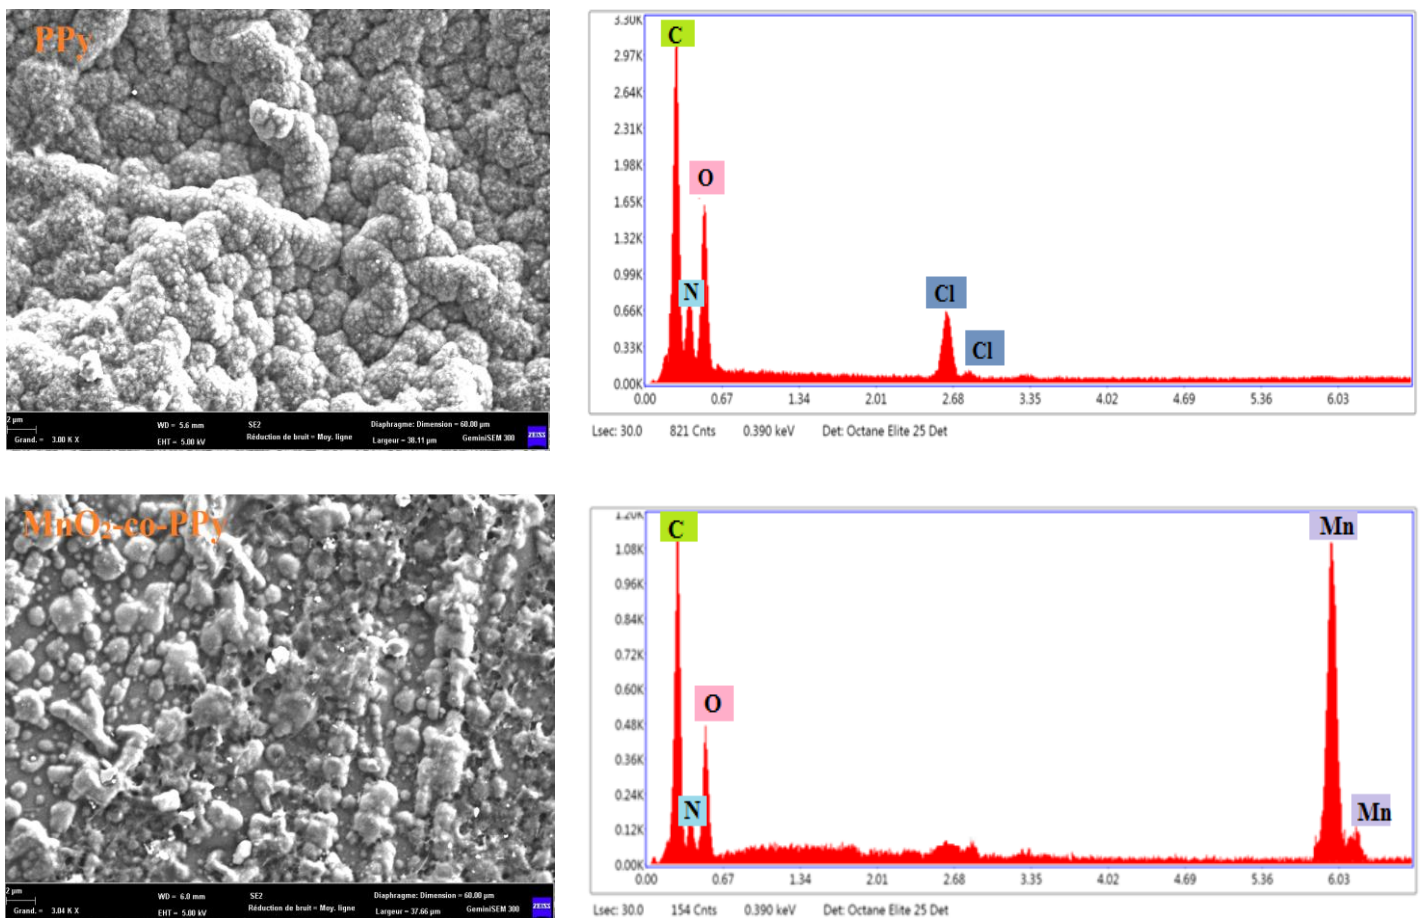 PPy
2 µm
Grand. = 3.00 K X
WD = 5.6 mm
EHT = 5.00 kV
SE2
Réduction de bruit = Moy. ligne
Diaphragme: Dimension = 60.00 µm
Largeur = 38.11 µm
GeminiSEM 300
ZEISS
3.30K
2.97K
2.64K
2.31K
1.98K
1.65K
1.32K
0.99K
0.66K
0.33K
0.00K
C
O
N
Cl
Cl
0.00 0.67 1.34 2.01 2.68 3.35 4.02 4.69 5.36 6.03
Lsec: 30.0 821 Cnts 0.390 keV Det: Octane Elite 25 Det
MnO₂-co-PPy
2 µm
Grand. = 3.04 K X
WD = 6.0 mm
EHT = 5.00 kV
SE2
Réduction de bruit = Moy. ligne
Diaphragme: Dimension = 60.00 µm
Largeur = 37.66 µm
GeminiSEM 300
ZEISS
1.20K
1.08K
0.96K
0.84K
0.72K
0.60K
0.48K
0.36K
0.24K
0.12K
0.00K
C
O
N
Mn
Mn
0.00 0.67 1.34 2.01 2.68 3.35 4.02 4.69 5.36 6.03
Lsec: 30.0 154 Cnts 0.390 keV Det: Octane Elite 25 Det